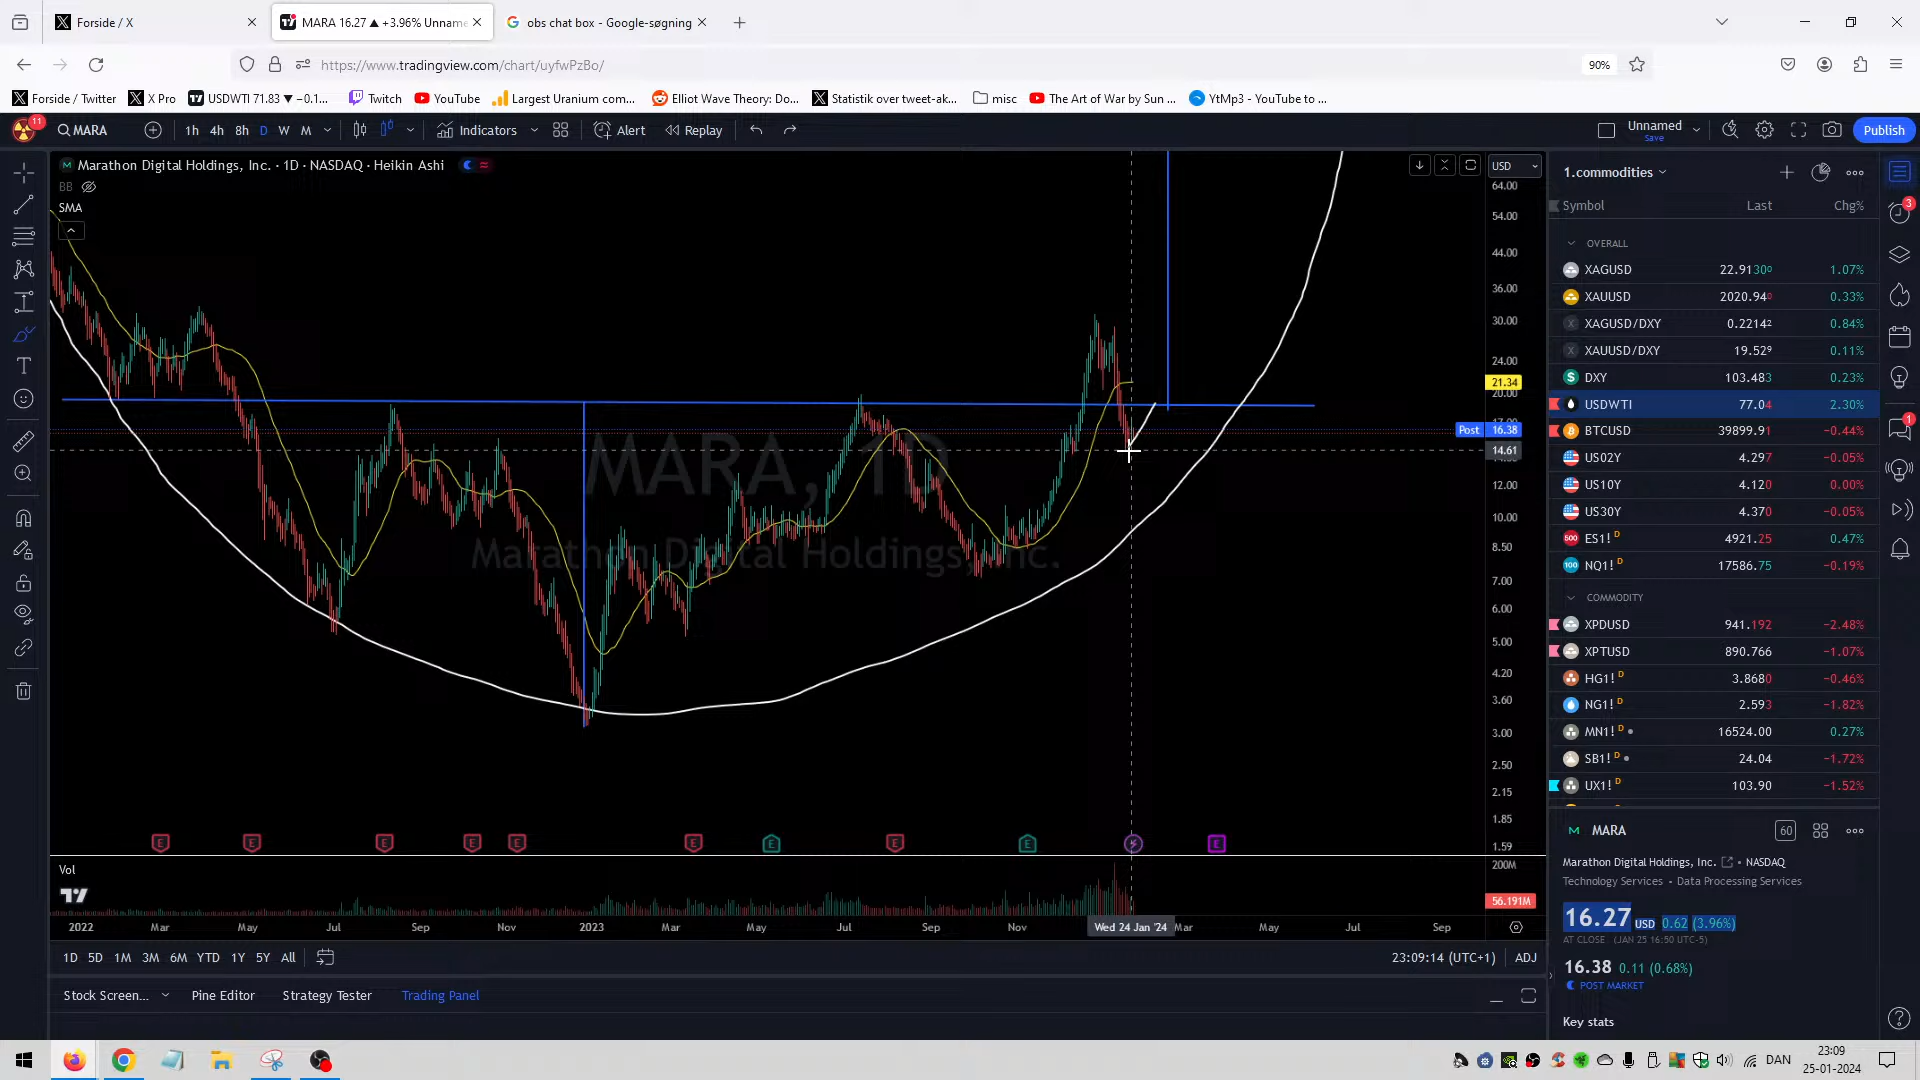 Forside / X
MARA 16.27 ▲ +3.96% Unname
obs chat box - Google-søgning
https://www.tradingview.com/chart/uyfwPzBo/
90%
Forside / Twitter
X Pro
USDWTI 71.83 ▼ −0.1...
Twitch
YouTube
Largest Uranium com...
Elliot Wave Theory: Do...
Statistik over tweet-ak...
misc
The Art of War by Sun ...
YtMp3 - YouTube to ...
11
MARA
1h 4h 8h D W M
Indicators
Alert
Replay
Unnamed
Save
Publish
Marathon Digital Holdings, Inc. · 1D · NASDAQ · Heikin Ashi
BB
SMA
USD
64.00
54.00
44.00
36.00
30.00
24.00
21.34
20.00
Post 16.38
14.61
12.00
10.00
8.50
7.00
6.00
5.00
4.20
3.60
3.00
2.50
2.15
1.85
1.59
MARA, 1D
Marathon Digital Holdings, Inc.
E E E E E E E E E E
Vol
200M
56.191M
2022 Mar May Jul Sep Nov 2023 Mar May Jul Sep Nov Wed 24 Jan '24 Mar May Jul Sep
1D 5D 1M 3M 6M YTD 1Y 5Y All
23:09:14 (UTC+1) ADJ
Stock Screen... Pine Editor Strategy Tester Trading Panel
1.commodities
Symbol Last Chg%
OVERALL
XAGUSD 22.9130⁰ 1.07%
XAUUSD 2020.94⁰ 0.33%
XAGUSD/DXY 0.2214² 0.84%
XAUUSD/DXY 19.52⁹ 0.11%
DXY 103.483 0.23%
USDWTI 77.04 2.30%
BTCUSD 39899.91 −0.44%
US02Y 4.297 −0.05%
US10Y 4.120 0.00%
US30Y 4.370 −0.05%
500 ES1! D 4921.25 0.47%
100 NQ1! D 17586.75 −0.19%
COMMODITY
XPDUSD 941.192 −2.48%
XPTUSD 890.766 −1.07%
HG1! D 3.8680 −0.46%
NG1! D 2.593 −1.82%
MN1! D 16524.00 0.27%
SB1! D 24.04 −1.72%
UX1! D 103.90 −1.52%
MARA
60
Marathon Digital Holdings, Inc. • NASDAQ
Technology Services • Data Processing Services
16.27 USD 0.62 (3.96%)
AT CLOSE (JAN 25 16:50 UTC-5)
16.38 0.11 (0.68%)
POST MARKET
Key stats
3
1
DAN
23:09
25-01-2024